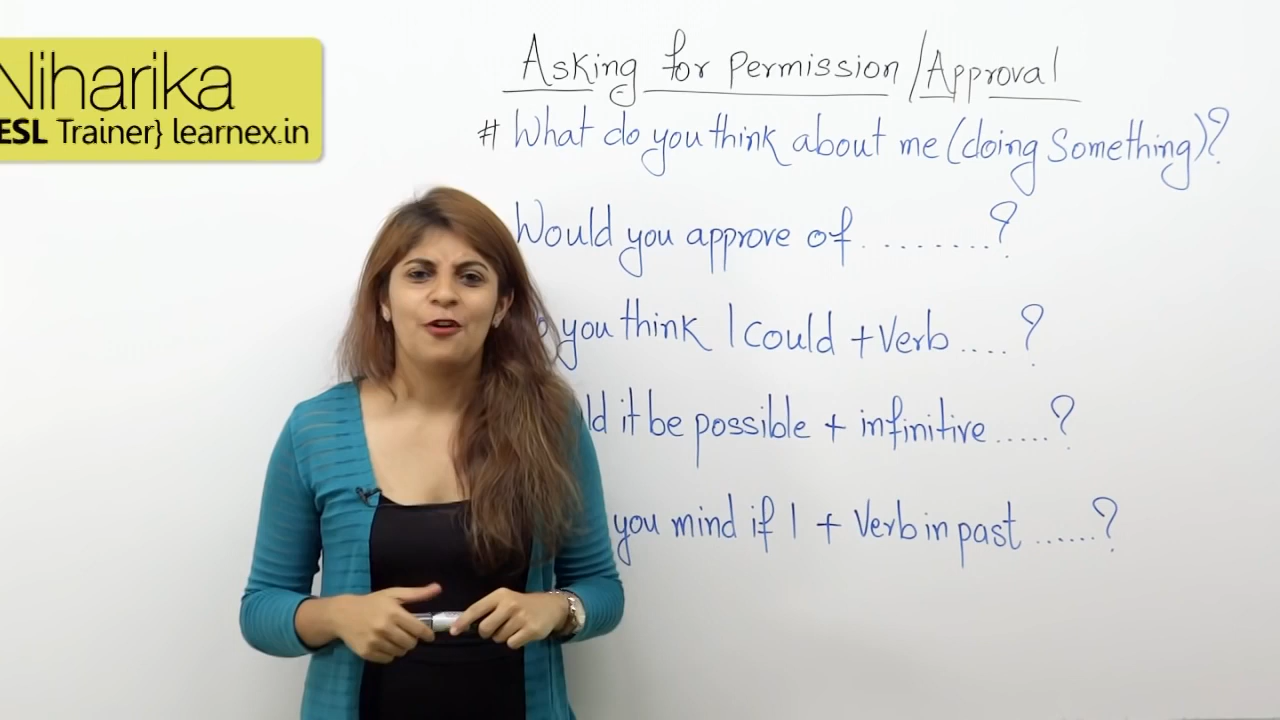 Niharika
ESL Trainer} learnex.in
Asking for Permission/Approval
# What do you think about me (doing Something)?
Would you approve of .........?
you think I Could + Verb ....?
it be possible + infinitive .....?
you mind if I + Verb in past ......?